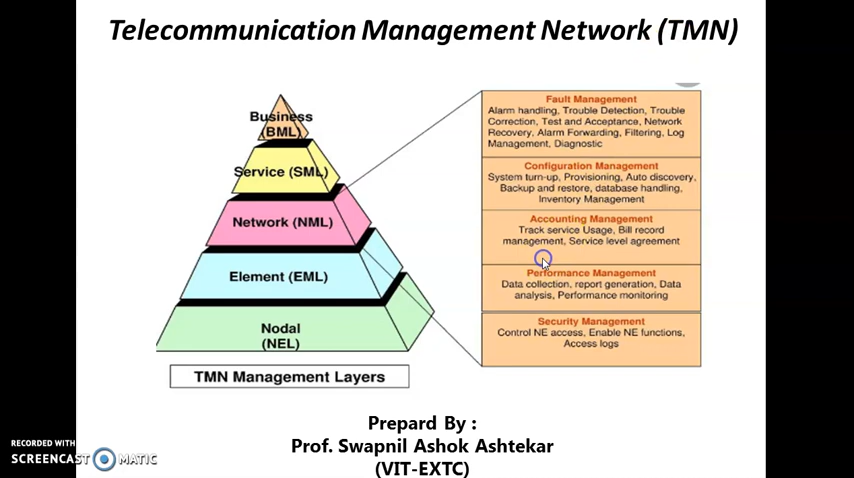 Telecommunication Management Network (TMN)
Business
(BML)
Service (SML)
Network (NML)
Element (EML)
Nodal
(NEL)
TMN Management Layers
Fault Management
Alarm handling, Trouble Detection, Trouble
Correction, Test and Acceptance, Network
Recovery, Alarm Forwarding, Filtering, Log
Management, Diagnostic
Configuration Management
System turn-up, Provisioning, Auto discovery,
Backup and restore, database handling,
Inventory Management
Accounting Management
Track service Usage, Bill record
management, Service level agreement
Performance Management
Data collection, report generation, Data
analysis, Performance monitoring
Security Management
Control NE access, Enable NE functions,
Access logs
Prepard By :
Prof. Swapnil Ashok Ashtekar
(VIT-EXTC)
RECORDED WITH
SCREENCAST MATIC